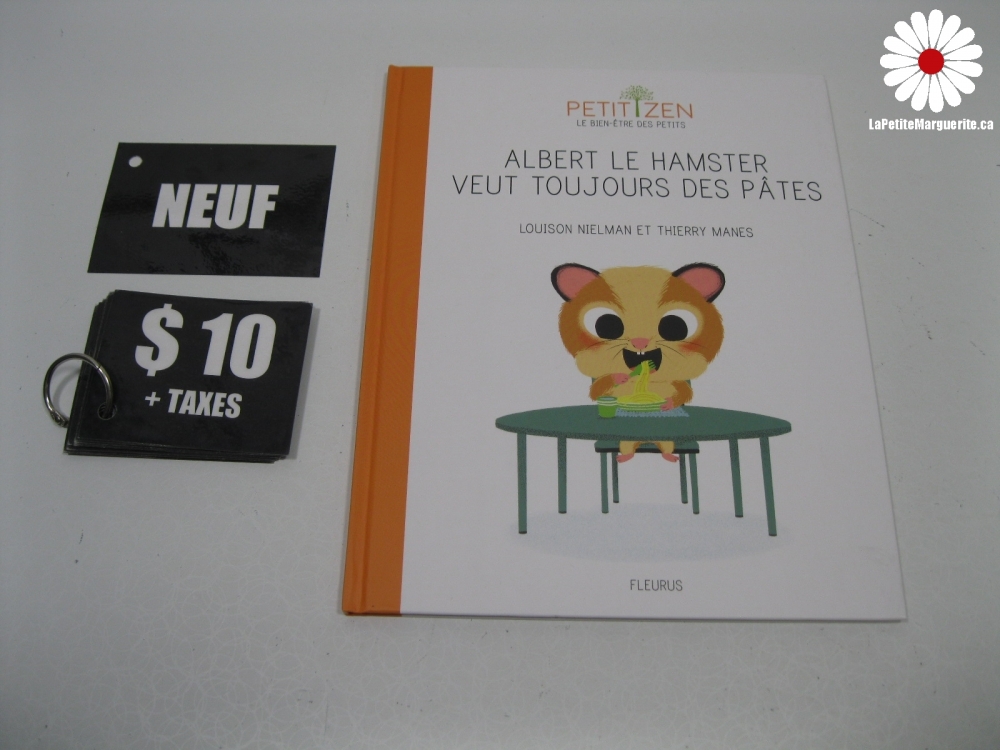 LaPetiteMarguerite.ca
NEUF
$ 10
+ TAXES
PETIT ZEN
LE BIEN-ÊTRE DES PETITS
ALBERT LE HAMSTER
VEUT TOUJOURS DES PÂTES
LOUISON NIELMAN ET THIERRY MANES
FLEURUS